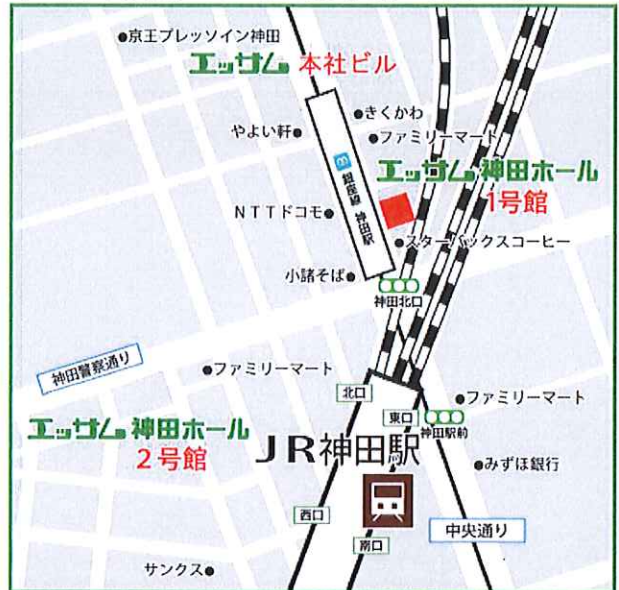 京王プレッソイン神田
エッサム 本社ビル
きくかわ
やよい軒
ファミリーマート
エッサム 神田ホール
1号館
銀座線 神田駅
NTTドコモ
スターバックスコーヒー
小諸そば
神田北口
神田警察通り
ファミリーマート
北口
ファミリーマート
東口
神田駅前
エッサム 神田ホール
2号館
JR神田駅
みずほ銀行
西口
中央通り
南口
サンクス